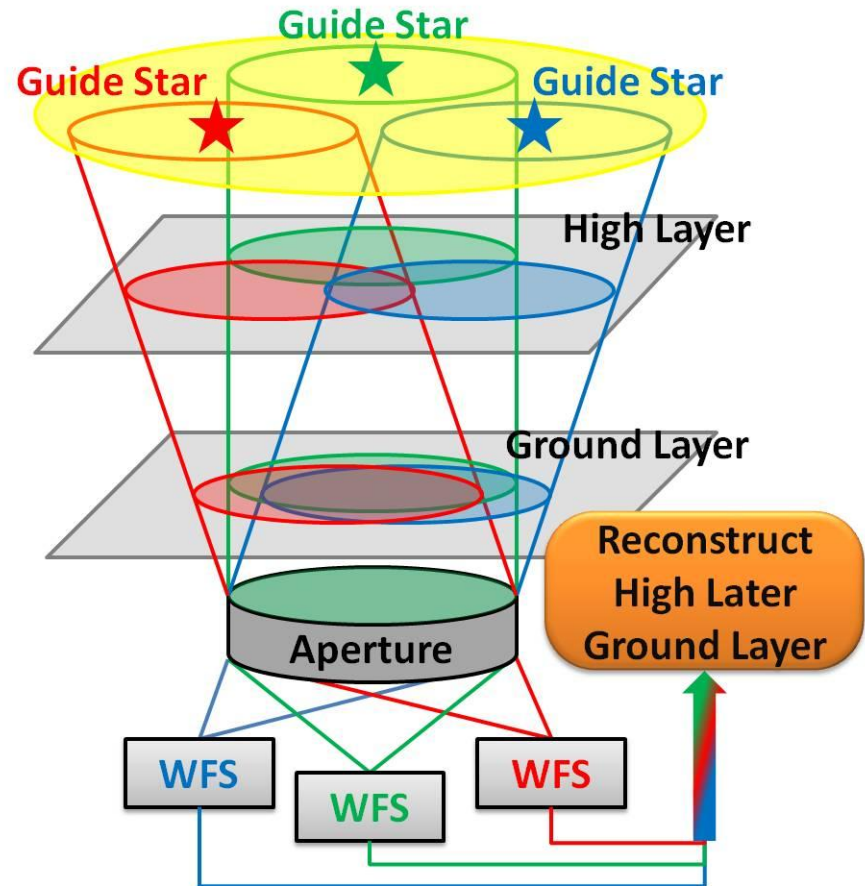 Guide Star
Guide Star
Guide Star
High Layer
Ground Layer
Reconstruct
High Later
Ground Layer
Aperture
WFS
WFS
WFS